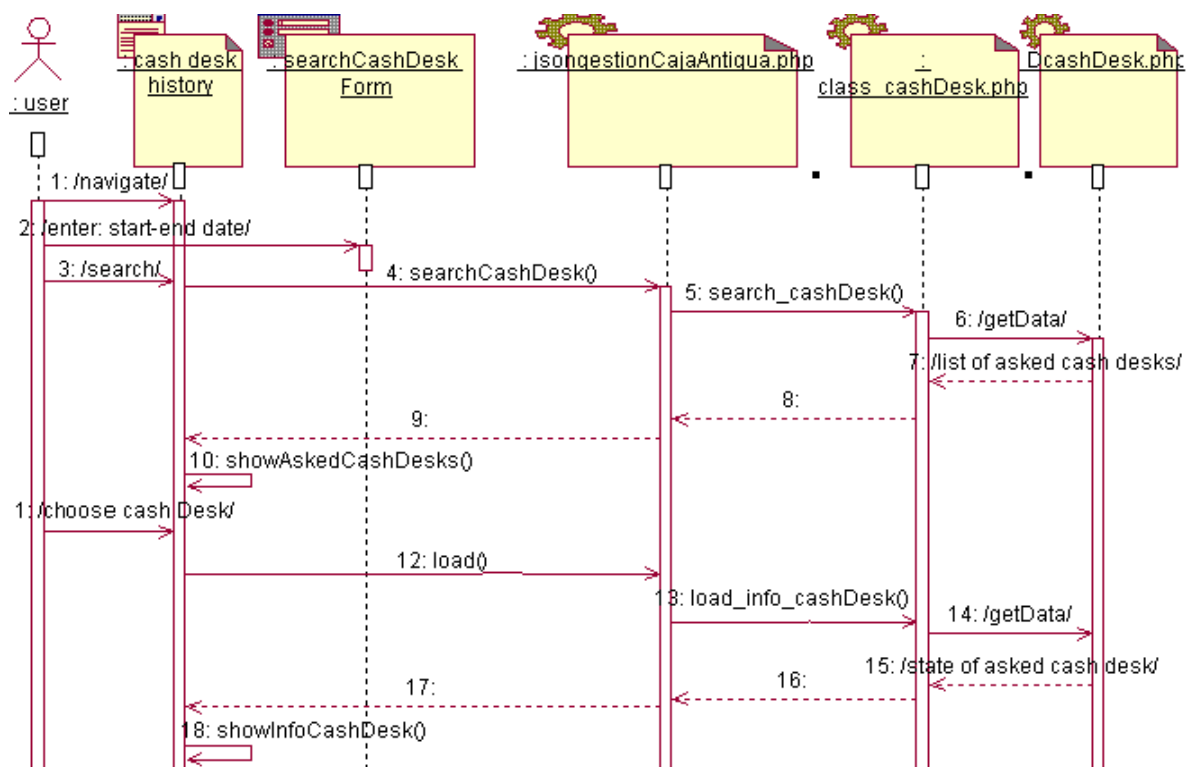 : user
: cash desk
history
: searchCashDesk
Form
: jsongestionCajaAntiqua.php
:
class_cashDesk.php
DcashDesk.php
1: /navigate/
2: /enter: start-end date/
3: /search/
4: searchCashDesk()
5: search_cashDesk()
6: /getData/
7: /list of asked cash desks/
8:
9:
10: showAskedCashDesks()
1: /choose cash Desk/
12: load()
13: load_info_cashDesk()
14: /getData/
15: /state of asked cash desk/
16:
17:
18: showInfoCashDesk()